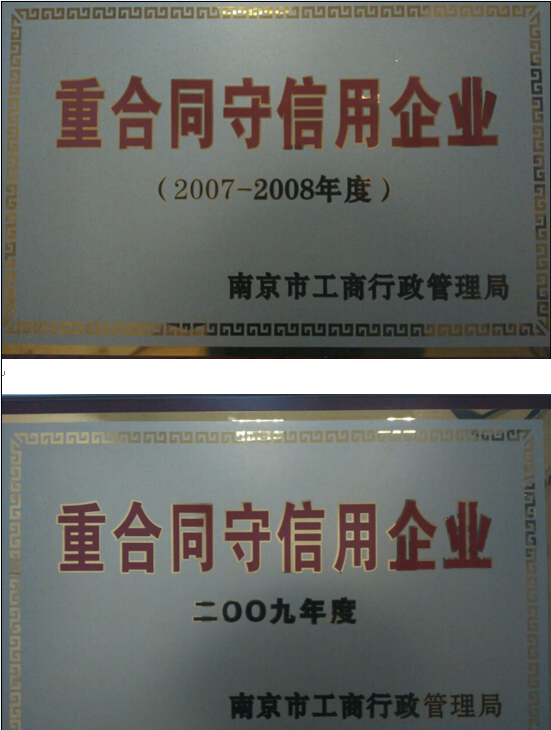 重合同守信用企业
（2007-2008年度）
南京市工商行政管理局
重合同守信用企业
二〇〇九年度
南京市工商行政管理局